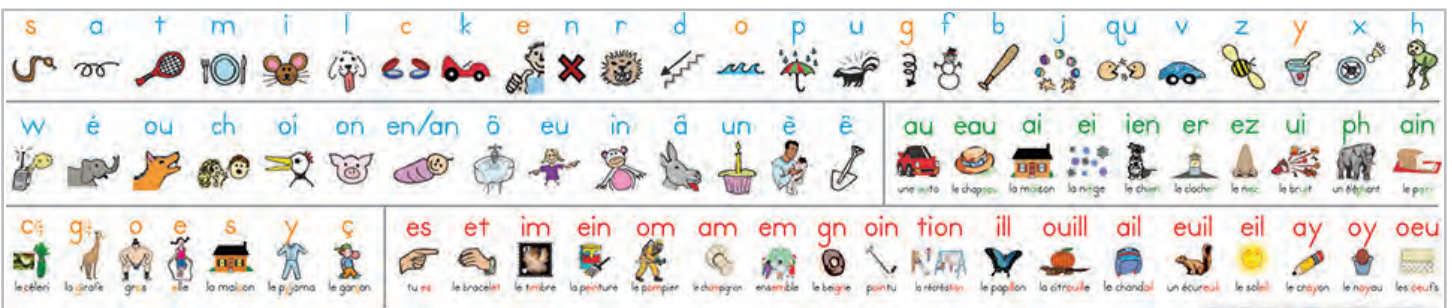 s a t m i l c k e n r d o p u g f b j qu v z y x h
w é ou ch oi on en/an ô eu in â un è ê
au eau ai ei ien er ez ui ph ain
une auto le chapeau la maison la neige le chien le clocher le nez le bruit un éléphant le pain
c g o e s y ç
le céleri la girafe gros elle la maison le pyjama le garçon
es et im ein om am em gn oin tion ill ouill ail euil eil ay oy oeu
tu es le bracelet le timbre la peinture le pompier le champignon ensemble le beigne pointu la récréation le papillon la citrouille le chandail un écureuil le soleil le crayon le noyau les oeufs